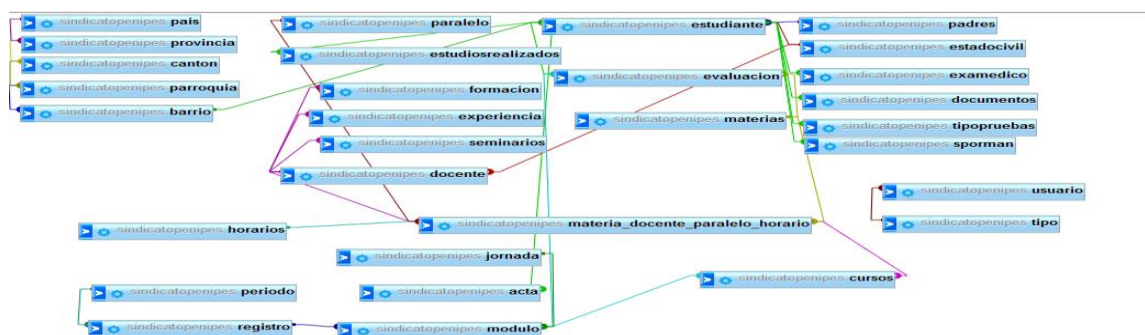 sindicatopenipes pais
sindicatopenipes paralelo
sindicatopenipes estudiante
sindicatopenipes padres
sindicatopenipes provincia
sindicatopenipes estudiosrealizados
sindicatopenipes estadocivil
sindicatopenipes canton
sindicatopenipes evaluacion
sindicatopenipes examedico
sindicatopenipes parroquia
sindicatopenipes formacion
sindicatopenipes documentos
sindicatopenipes barrio
sindicatopenipes experiencia
sindicatopenipes materias
sindicatopenipes tipopruebas
sindicatopenipes seminarios
sindicatopenipes sporman
sindicatopenipes docente
sindicatopenipes usuario
sindicatopenipes horarios
sindicatopenipes materia_docente_paralelo_horario
sindicatopenipes tipo
sindicatopenipes jornada
sindicatopenipes cursos
sindicatopenipes periodo
sindicatopenipes acta
sindicatopenipes registro
sindicatopenipes modulo